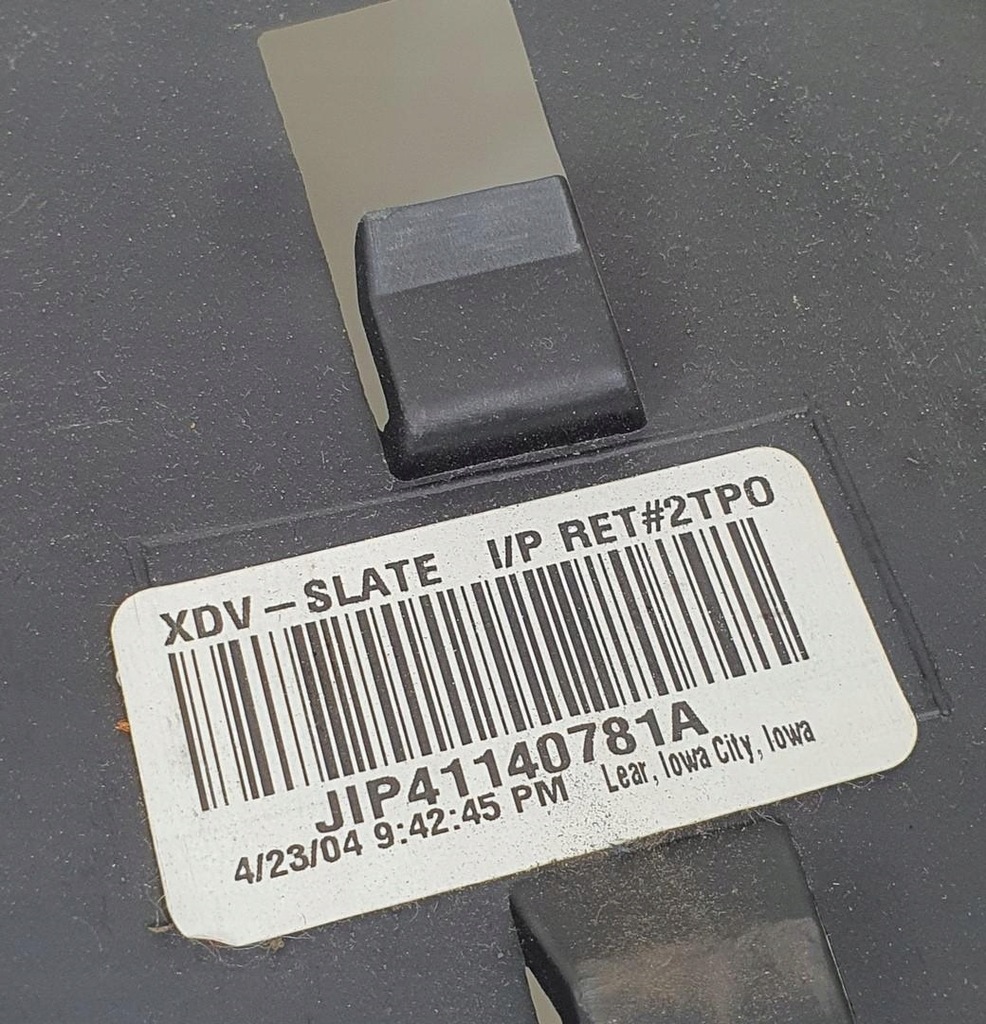 XDV – SLATE I/P RET#2TPO
JIP41140781A
4/23/04 9:42:45 PM Lear, Iowa City, Iowa